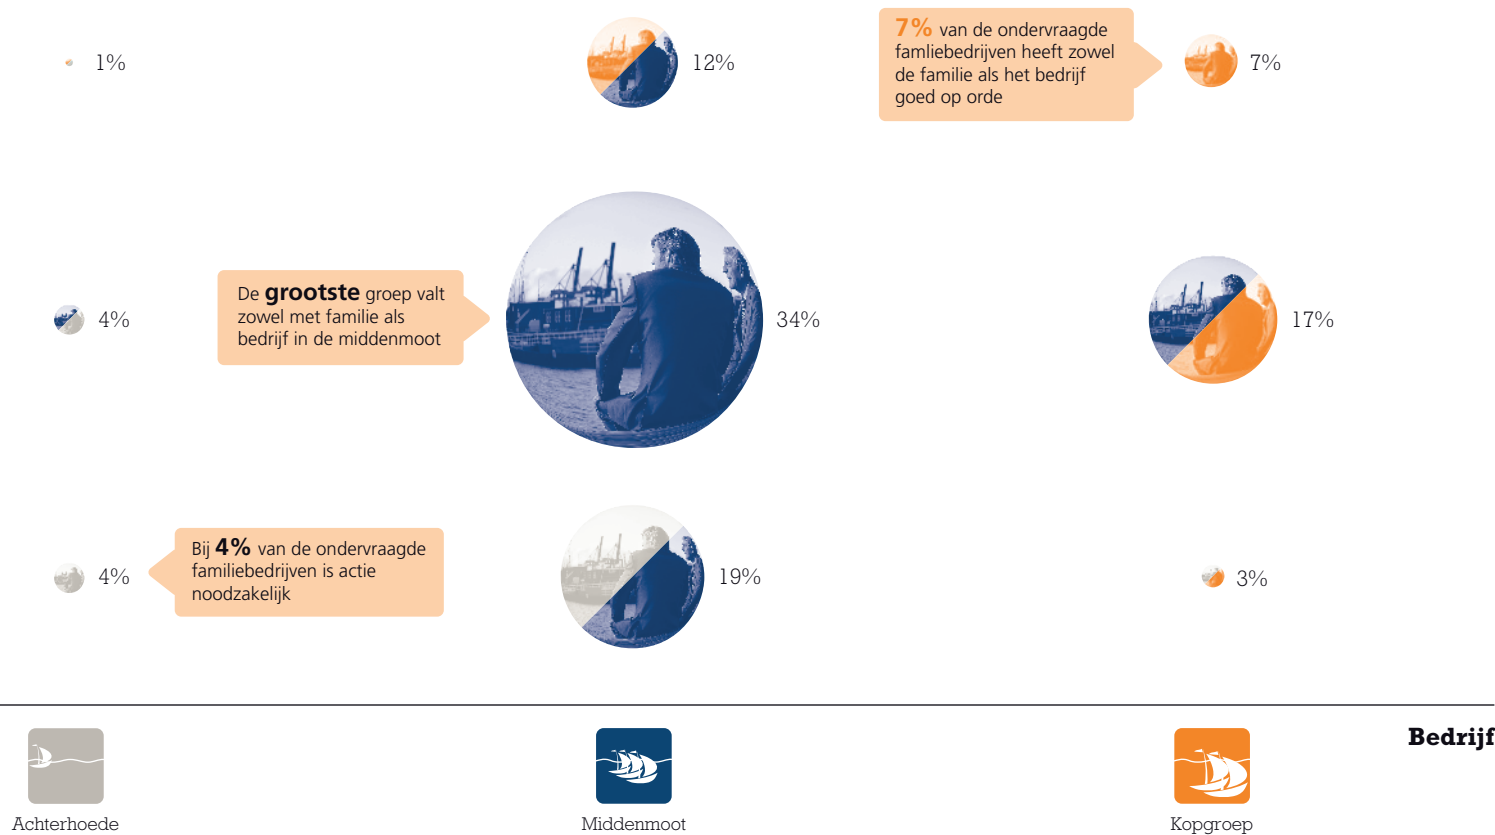 1%
12%
7% van de ondervraagde
famliebedrijven heeft zowel
de familie als het bedrijf
goed op orde
7%
4%
De grootste groep valt
zowel met familie als
bedrijf in de middenmoot
34%
17%
4%
Bij 4% van de ondervraagde
familiebedrijven is actie
noodzakelijk
19%
3%
Bedrijf
Achterhoede
Middenmoot
Kopgroep